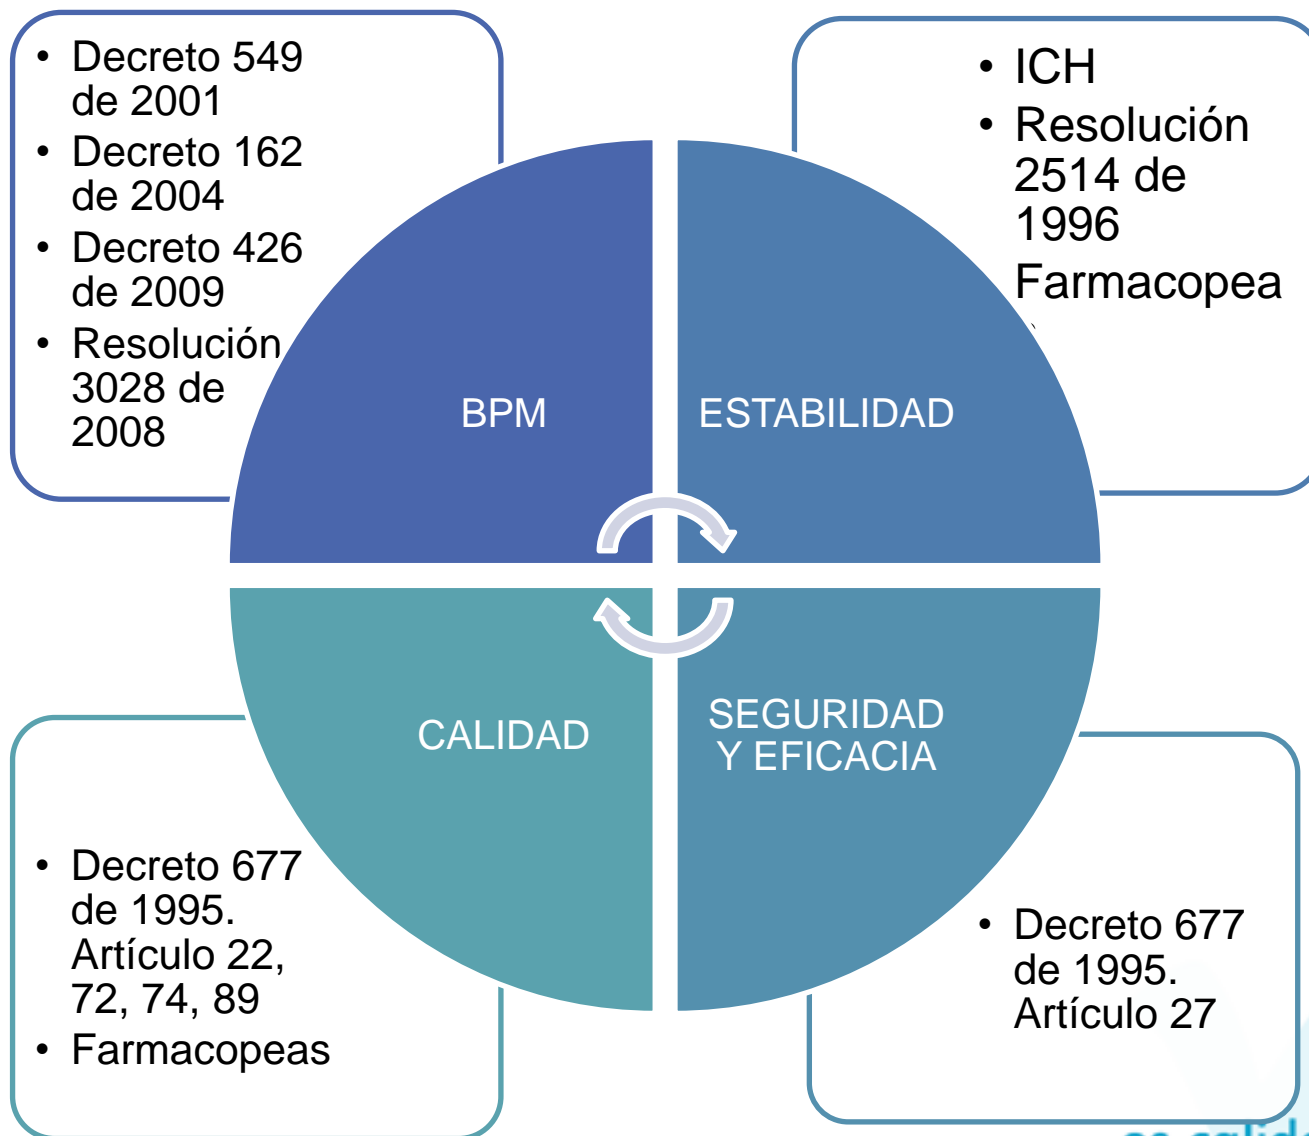 • Decreto 549
de 2001
• Decreto 162
de 2004
• Decreto 426
de 2009
• Resolución
3028 de
2008
• ICH
• Resolución
2514 de
1996
Farmacopea
BPM
ESTABILIDAD
CALIDAD
SEGURIDAD
Y EFICACIA
• Decreto 677
de 1995.
Artículo 22,
72, 74, 89
• Farmacopeas
• Decreto 677
de 1995.
Artículo 27